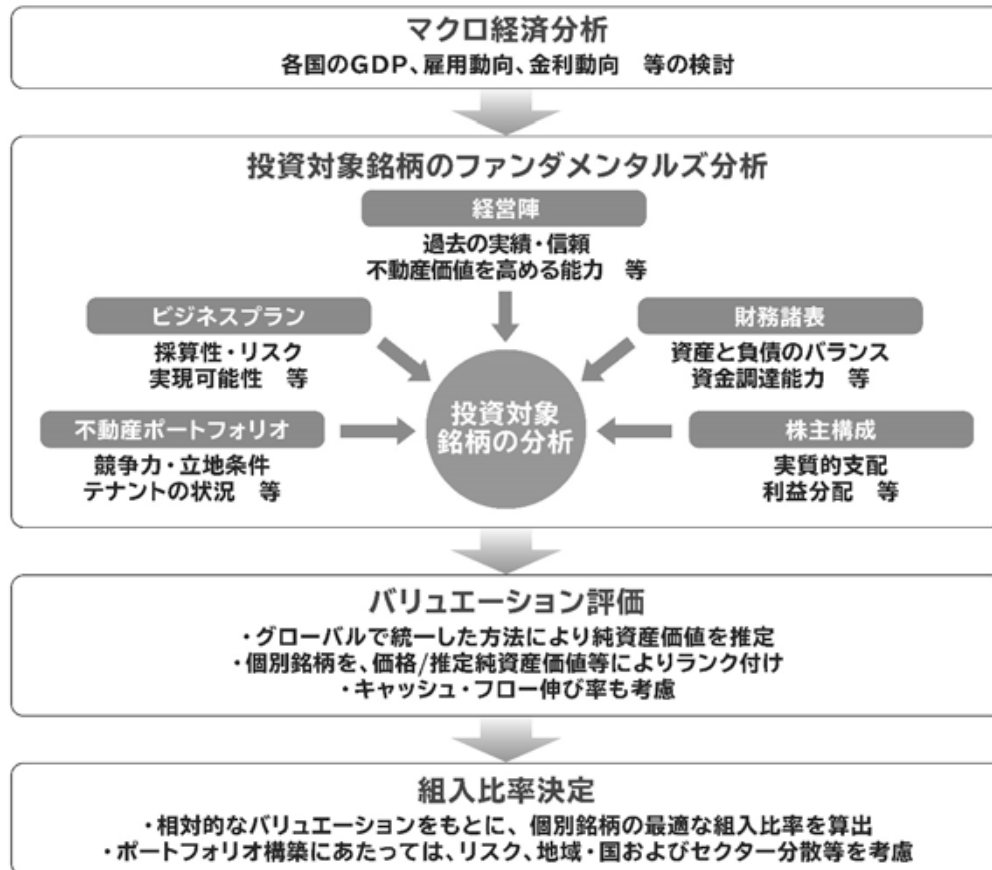 マクロ経済分析
各国のGDP、雇用動向、金利動向　等の検討
投資対象銘柄のファンダメンタルズ分析
経営陣
過去の実績・信頼
不動産価値を高める能力　等
ビジネスプラン
採算性・リスク
実現可能性　等
財務諸表
資産と負債のバランス
資金調達能力　等
不動産ポートフォリオ
競争力・立地条件
テナントの状況　等
投資対象
銘柄の分析
株主構成
実質的支配
利益分配　等
バリュエーション評価
・グローバルで統一した方法により純資産価値を推定
・個別銘柄を、価格/推定純資産価値等によりランク付け
・キャッシュ・フロー伸び率も考慮
組入比率決定
・相対的なバリュエーションをもとに、個別銘柄の最適な組入比率を算出
・ポートフォリオ構築にあたっては、リスク、地域・国およびセクター分散等を考慮